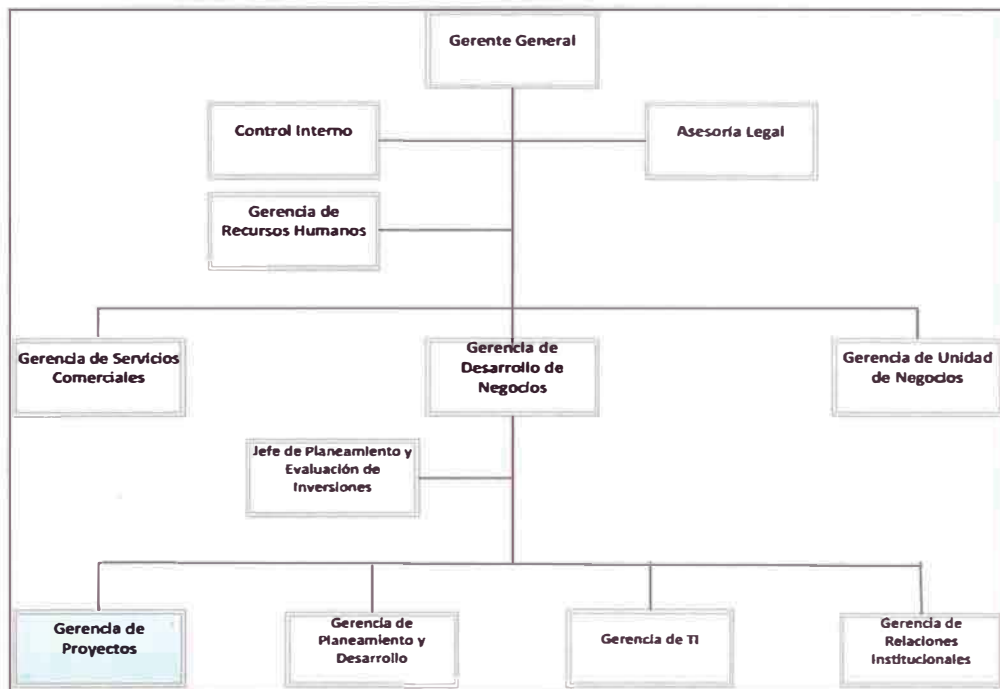 Gerente General
Control Interno
Asesoría Legal
Gerencia de
Recursos Humanos
Gerencia de Servicios
Comerciales
Gerencia de
Desarrollo de
Negocios
Gerencia de Unidad
de Negocios
Jefe de Planeamiento y
Evaluación de
Inversiones
Gerencia de
Proyectos
Gerencia de
Planeamiento y
Desarrollo
Gerencia de TI
Gerencia de
Relaciones
Institucionales